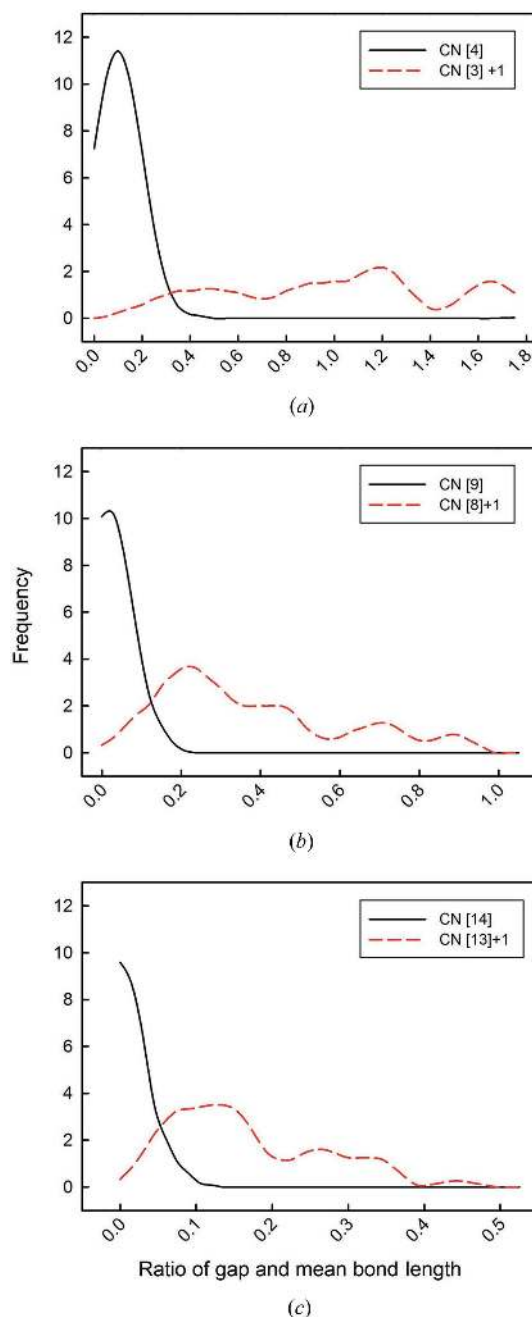 12
10
8
6
4
2
0
CN [4]
CN [3] +1
0.0 0.2 0.4 0.6 0.8 1.0 1.2 1.4 1.6 1.8
(a)
Frequency
12
10
8
6
4
2
0
CN [9]
CN [8]+1
0.0 0.2 0.4 0.6 0.8 1.0
(b)
12
10
8
6
4
2
0
CN [14]
CN [13]+1
0.0 0.1 0.2 0.3 0.4 0.5
Ratio of gap and mean bond length
(c)